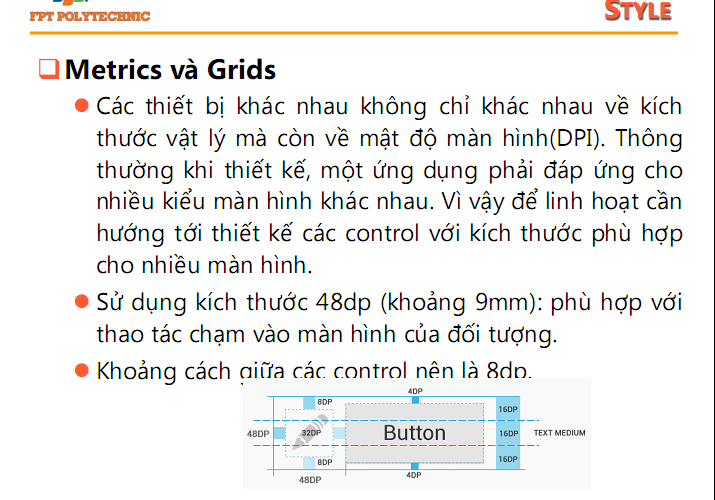 FPT POLYTECHNIC
STYLE
Metrics và Grids
Các thiết bị khác nhau không chỉ khác nhau về kích
thước vật lý mà còn về mật độ màn hình(DPI). Thông
thường khi thiết kế, một ứng dụng phải đáp ứng cho
nhiều kiểu màn hình khác nhau. Vì vậy để linh hoạt cần
hướng tới thiết kế các control với kích thước phù hợp
cho nhiều màn hình.
Sử dụng kích thước 48dp (khoảng 9mm): phù hợp với
thao tác chạm vào màn hình của đối tượng.
Khoảng cách giữa các control nên là 8dp.
4DP
8DP
16DP
48DP
32DP
Button
16DP
TEXT MEDIUM
8DP
16DP
48DP
4DP